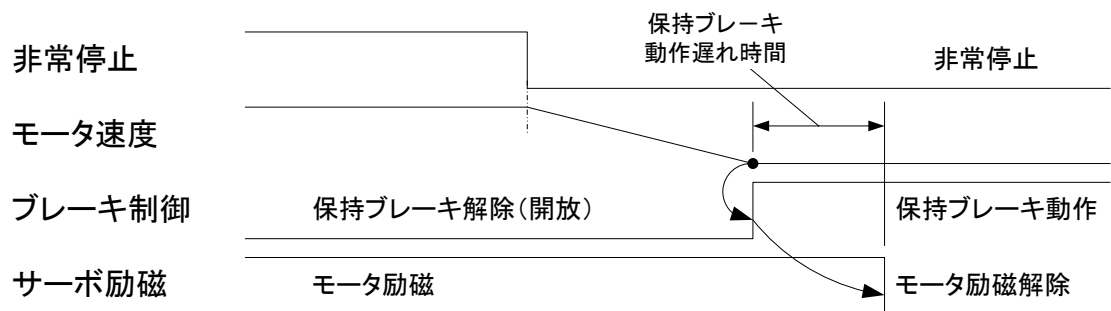 保持ブレーキ
動作遅れ時間
非常停止
非常停止
モータ速度
ブレーキ制御
保持ブレーキ解除（開放）
保持ブレーキ動作
サーボ励磁
モータ励磁
モータ励磁解除